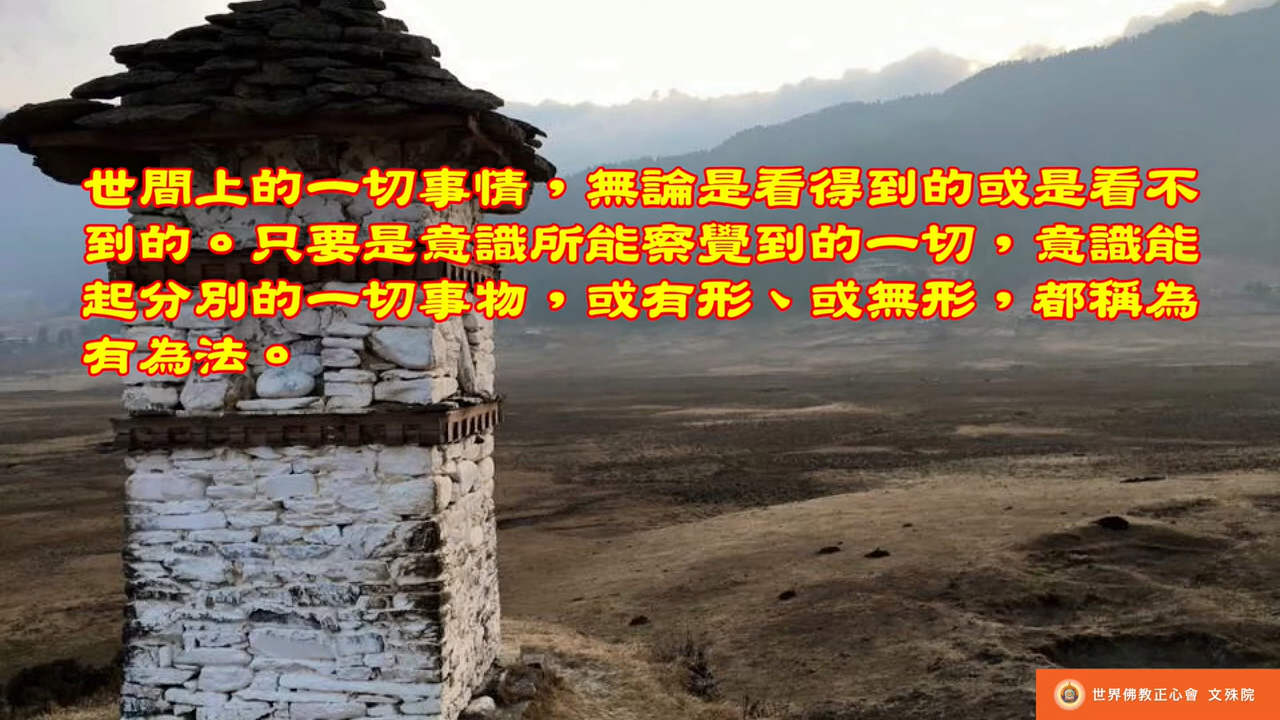 世間上的一切事情，無論是看得到的或是看不
到的。只要是意識所能察覺到的一切，意識能
起分別的一切事物，或有形、或無形，都稱為
有為法。
世界佛教正心會 文殊院